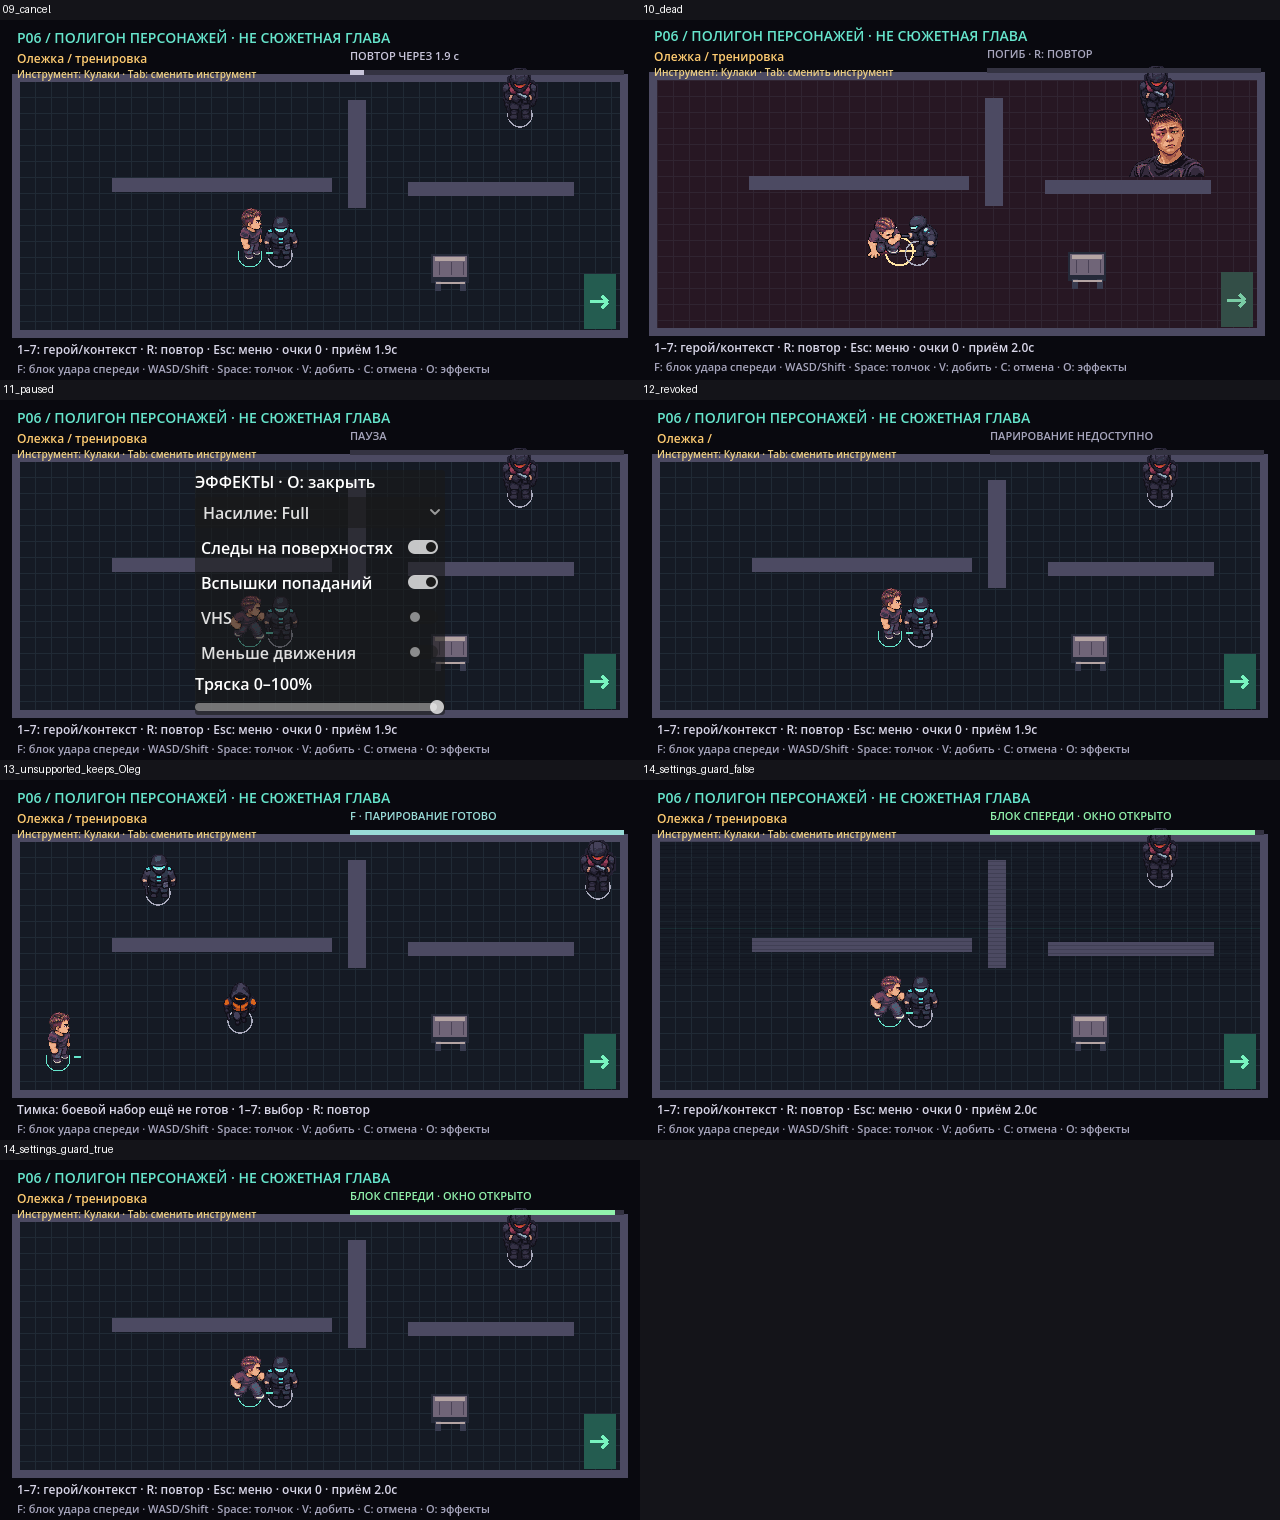 09_cancel
P06 / ПОЛИГОН ПЕРСОНАЖЕЙ · НЕ СЮЖЕТНАЯ ГЛАВА
Олежка / тренировка
ПОВТОР ЧЕРЕЗ 1.9 с
Инструмент: Кулаки · Tab: сменить инструмент
1–7: герой/контекст · R: повтор · Esc: меню · очки 0 · приём 1.9с
F: блок удара спереди · WASD/Shift · Space: толчок · V: добить · C: отмена · O: эффекты
10_dead
P06 / ПОЛИГОН ПЕРСОНАЖЕЙ · НЕ СЮЖЕТНАЯ ГЛАВА
Олежка / тренировка
ПОГИБ · R: ПОВТОР
Инструмент: Кулаки · Tab: сменить инструмент
1–7: герой/контекст · R: повтор · Esc: меню · очки 0 · приём 2.0с
F: блок удара спереди · WASD/Shift · Space: толчок · V: добить · C: отмена · O: эффекты
11_paused
P06 / ПОЛИГОН ПЕРСОНАЖЕЙ · НЕ СЮЖЕТНАЯ ГЛАВА
Олежка / тренировка
ПАУЗА
Инструмент: Кулаки · Tab: сменить инструмент
ЭФФЕКТЫ · O: закрыть
Насилие: Full
Следы на поверхностях
Вспышки попаданий
VHS
Меньше движения
Тряска 0–100%
1–7: герой/контекст · R: повтор · Esc: меню · очки 0 · приём 1.9с
F: блок удара спереди · WASD/Shift · Space: толчок · V: добить · C: отмена · O: эффекты
12_revoked
P06 / ПОЛИГОН ПЕРСОНАЖЕЙ · НЕ СЮЖЕТНАЯ ГЛАВА
Олежка /
ПАРИРОВАНИЕ НЕДОСТУПНО
Инструмент: Кулаки · Tab: сменить инструмент
1–7: герой/контекст · R: повтор · Esc: меню · очки 0 · приём 1.9с
F: блок удара спереди · WASD/Shift · Space: толчок · V: добить · C: отмена · O: эффекты
13_unsupported_keeps_Oleg
P06 / ПОЛИГОН ПЕРСОНАЖЕЙ · НЕ СЮЖЕТНАЯ ГЛАВА
Олежка / тренировка
F · ПАРИРОВАНИЕ ГОТОВО
Инструмент: Кулаки · Tab: сменить инструмент
Тимка: боевой набор ещё не готов · 1–7: выбор · R: повтор
F: блок удара спереди · WASD/Shift · Space: толчок · V: добить · C: отмена · O: эффекты
14_settings_guard_false
P06 / ПОЛИГОН ПЕРСОНАЖЕЙ · НЕ СЮЖЕТНАЯ ГЛАВА
Олежка / тренировка
БЛОК СПЕРЕДИ · ОКНО ОТКРЫТО
Инструмент: Кулаки · Tab: сменить инструмент
1–7: герой/контекст · R: повтор · Esc: меню · очки 0 · приём 2.0с
F: блок удара спереди · WASD/Shift · Space: толчок · V: добить · C: отмена · O: эффекты
14_settings_guard_true
P06 / ПОЛИГОН ПЕРСОНАЖЕЙ · НЕ СЮЖЕТНАЯ ГЛАВА
Олежка / тренировка
БЛОК СПЕРЕДИ · ОКНО ОТКРЫТО
Инструмент: Кулаки · Tab: сменить инструмент
1–7: герой/контекст · R: повтор · Esc: меню · очки 0 · приём 2.0с
F: блок удара спереди · WASD/Shift · Space: толчок · V: добить · C: отмена · O: эффекты